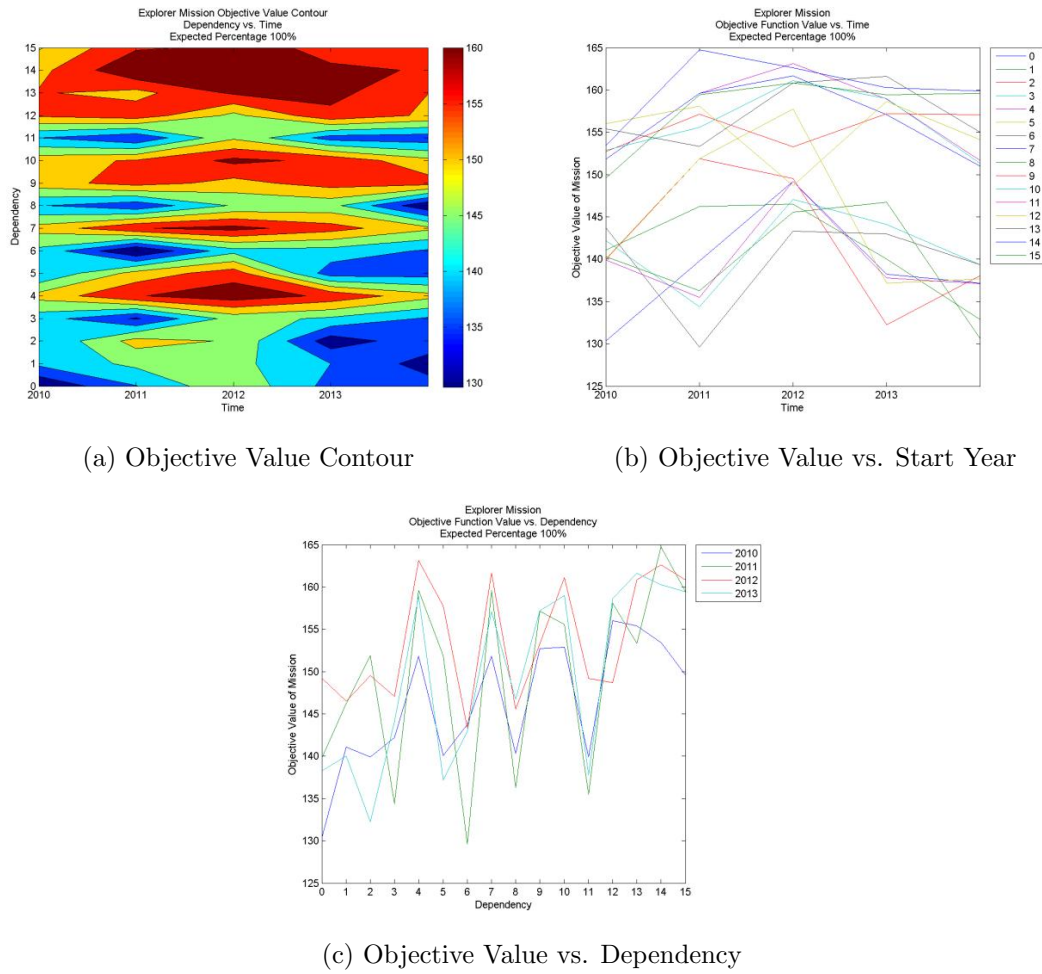 Explorer Mission Objective Value Contour
Dependency vs. Time
Expected Percentage 100%
Dependency
15
14
13
12
11
10
9
8
7
6
5
4
3
2
1
0
2010 2011 2012 2013
Time
160
155
150
145
140
135
130
(a) Objective Value Contour
Explorer Mission
Objective Function Value vs. Time
Expected Percentage 100%
Objective Value of Mission
165
160
155
150
145
140
135
130
125
2010 2011 2012 2013
Time
0
1
2
3
4
5
6
7
8
9
10
11
12
13
14
15
(b) Objective Value vs. Start Year
Explorer Mission
Objective Function Value vs. Dependency
Expected Percentage 100%
Objective Value of Mission
165
160
155
150
145
140
135
130
125
0 1 2 3 4 5 6 7 8 9 10 11 12 13 14 15
Dependency
2010
2011
2012
2013
(c) Objective Value vs. Dependency